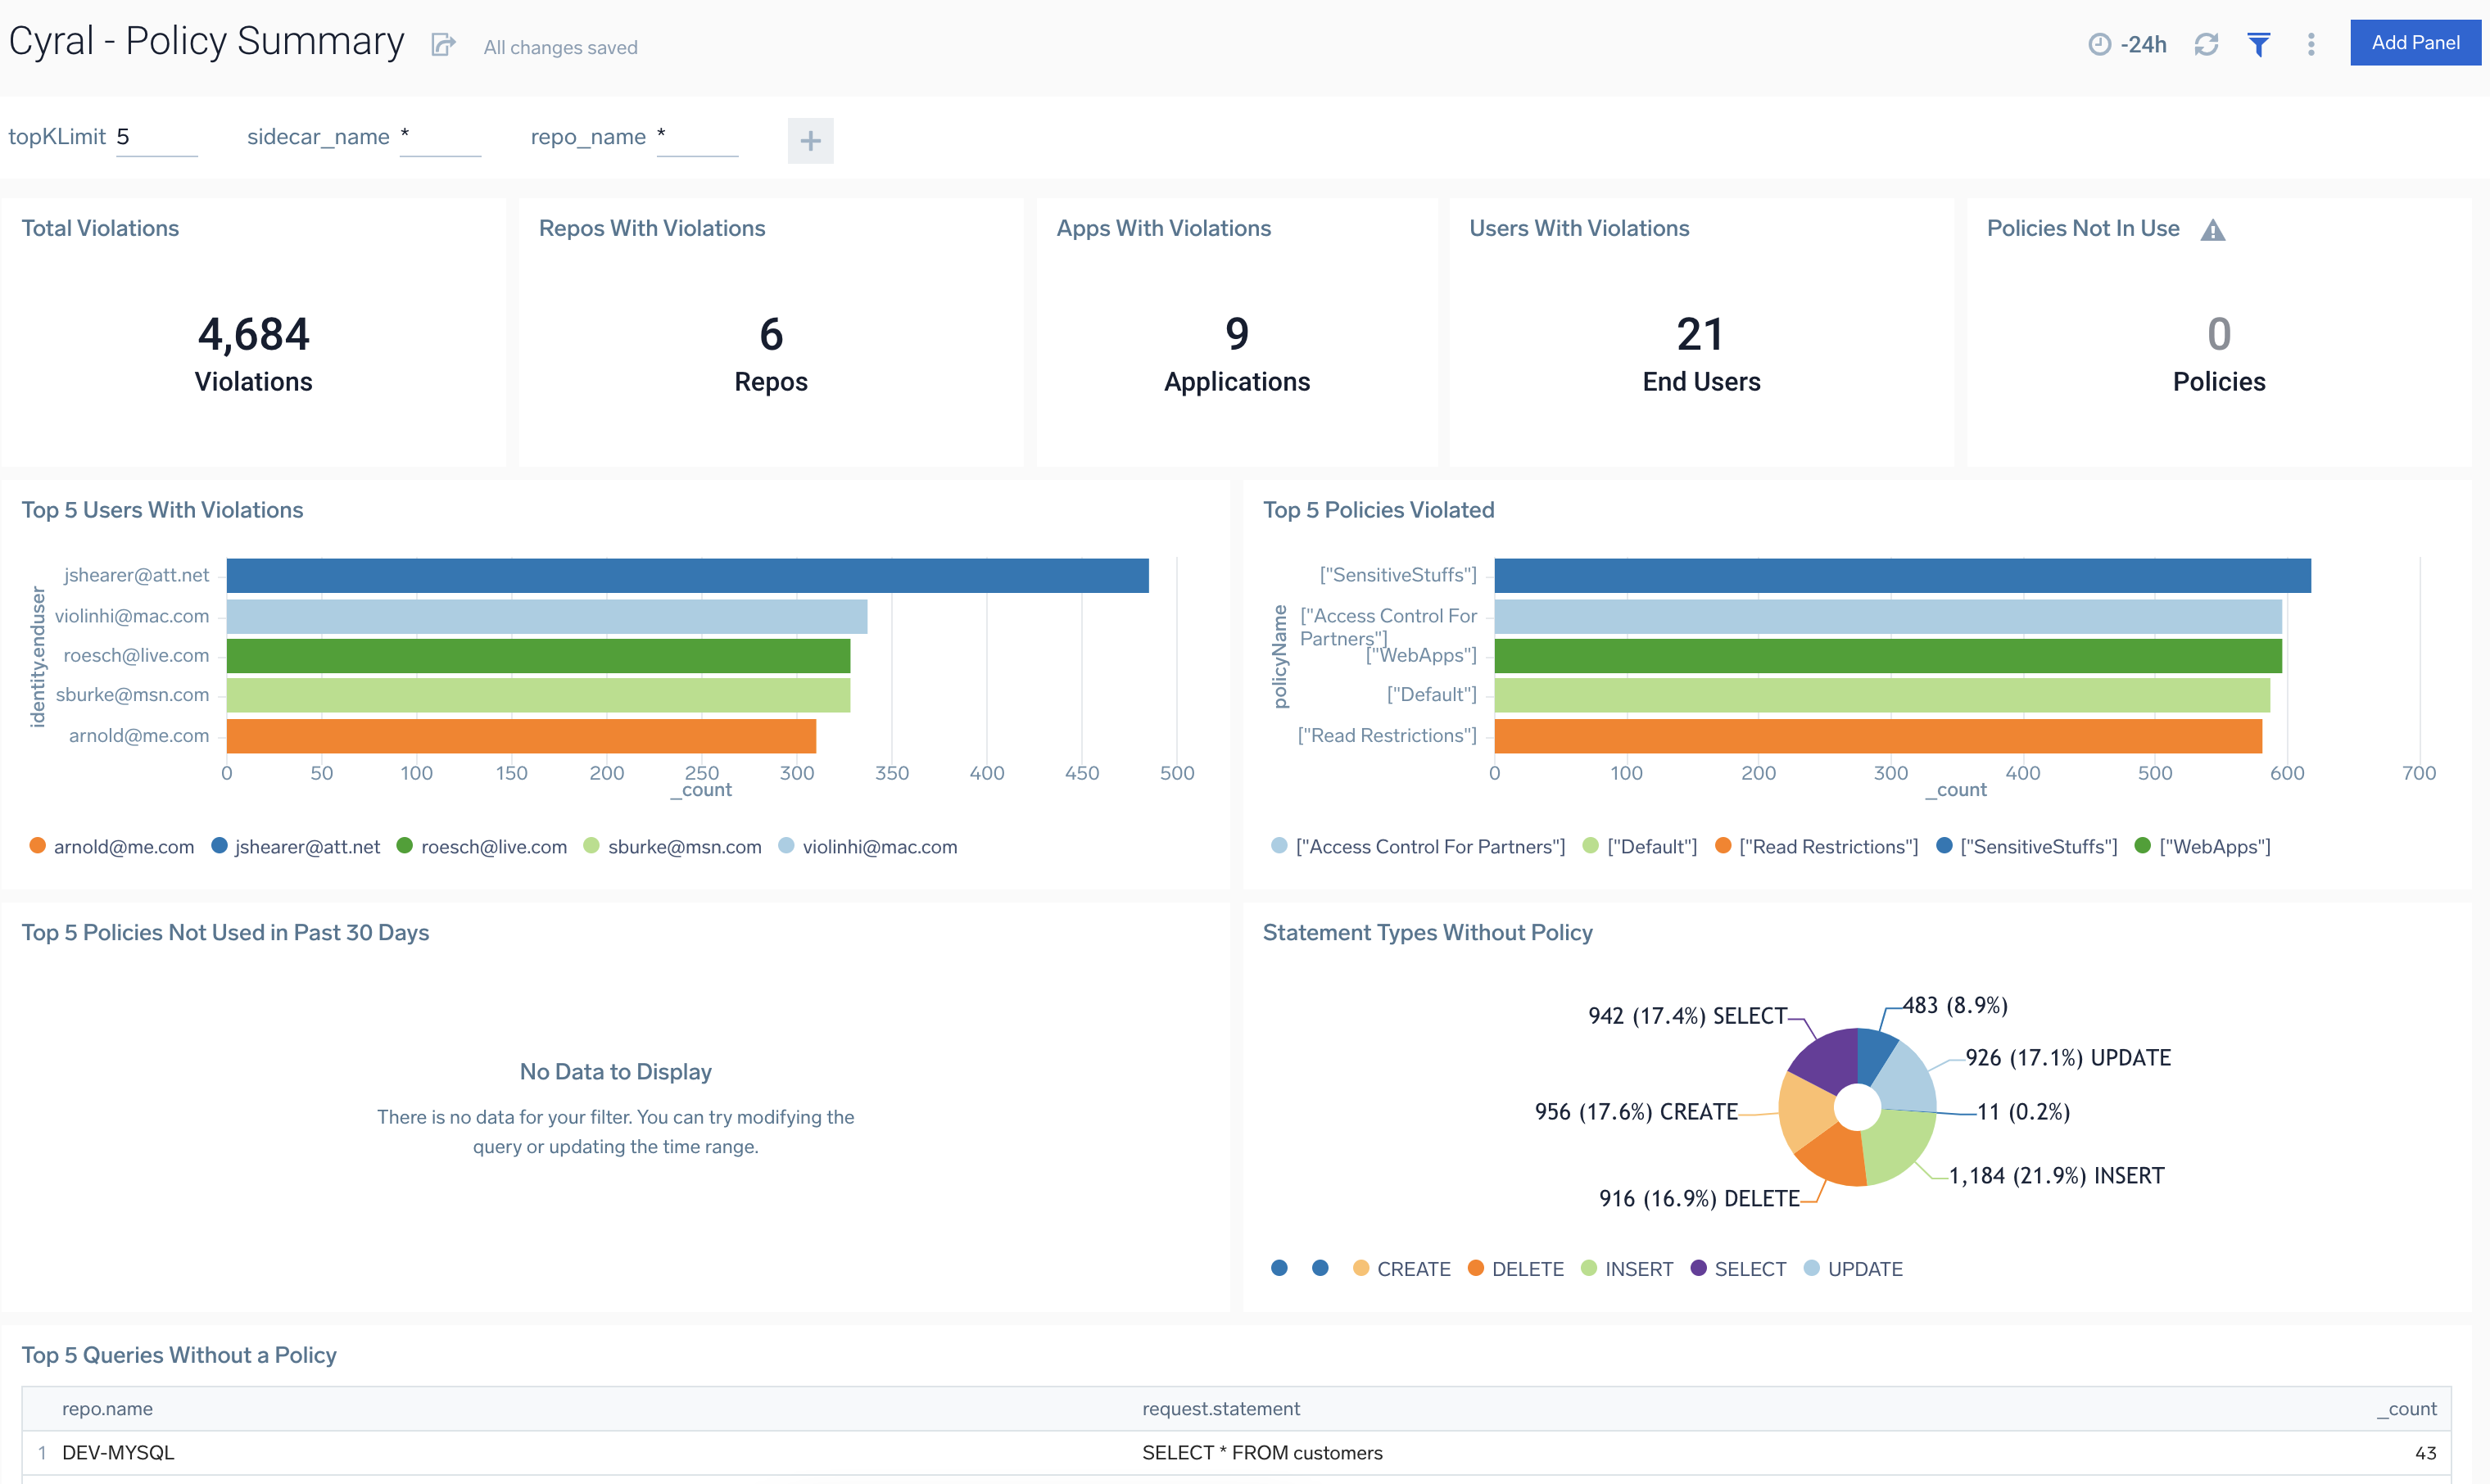 Cyral - Policy Summary
All changes saved
-24h
Add Panel
topKLimit 5
sidecar_name *
repo_name *
+
Total Violations
4,684
Violations
Repos With Violations
6
Repos
Apps With Violations
9
Applications
Users With Violations
21
End Users
Policies Not In Use
0
Policies
Top 5 Users With Violations
identity.enduser
jshearer@att.net
violinhi@mac.com
roesch@live.com
sburke@msn.com
arnold@me.com
0 50 100 150 200 250 300 350 400 450 500
_count
arnold@me.com jshearer@att.net roesch@live.com sburke@msn.com violinhi@mac.com
Top 5 Policies Violated
policyName
["SensitiveStuffs"]
["Access Control For
Partners"]
["WebApps"]
["Default"]
["Read Restrictions"]
0 100 200 300 400 500 600 700
_count
["Access Control For Partners"] ["Default"] ["Read Restrictions"] ["SensitiveStuffs"] ["WebApps"]
Top 5 Policies Not Used in Past 30 Days
No Data to Display
There is no data for your filter. You can try modifying the
query or updating the time range.
Statement Types Without Policy
483 (8.9%)
942 (17.4%) SELECT
926 (17.1%) UPDATE
956 (17.6%) CREATE
11 (0.2%)
1,184 (21.9%) INSERT
916 (16.9%) DELETE
CREATE DELETE INSERT SELECT UPDATE
Top 5 Queries Without a Policy
repo.name request.statement _count
1 DEV-MYSQL SELECT * FROM customers 43